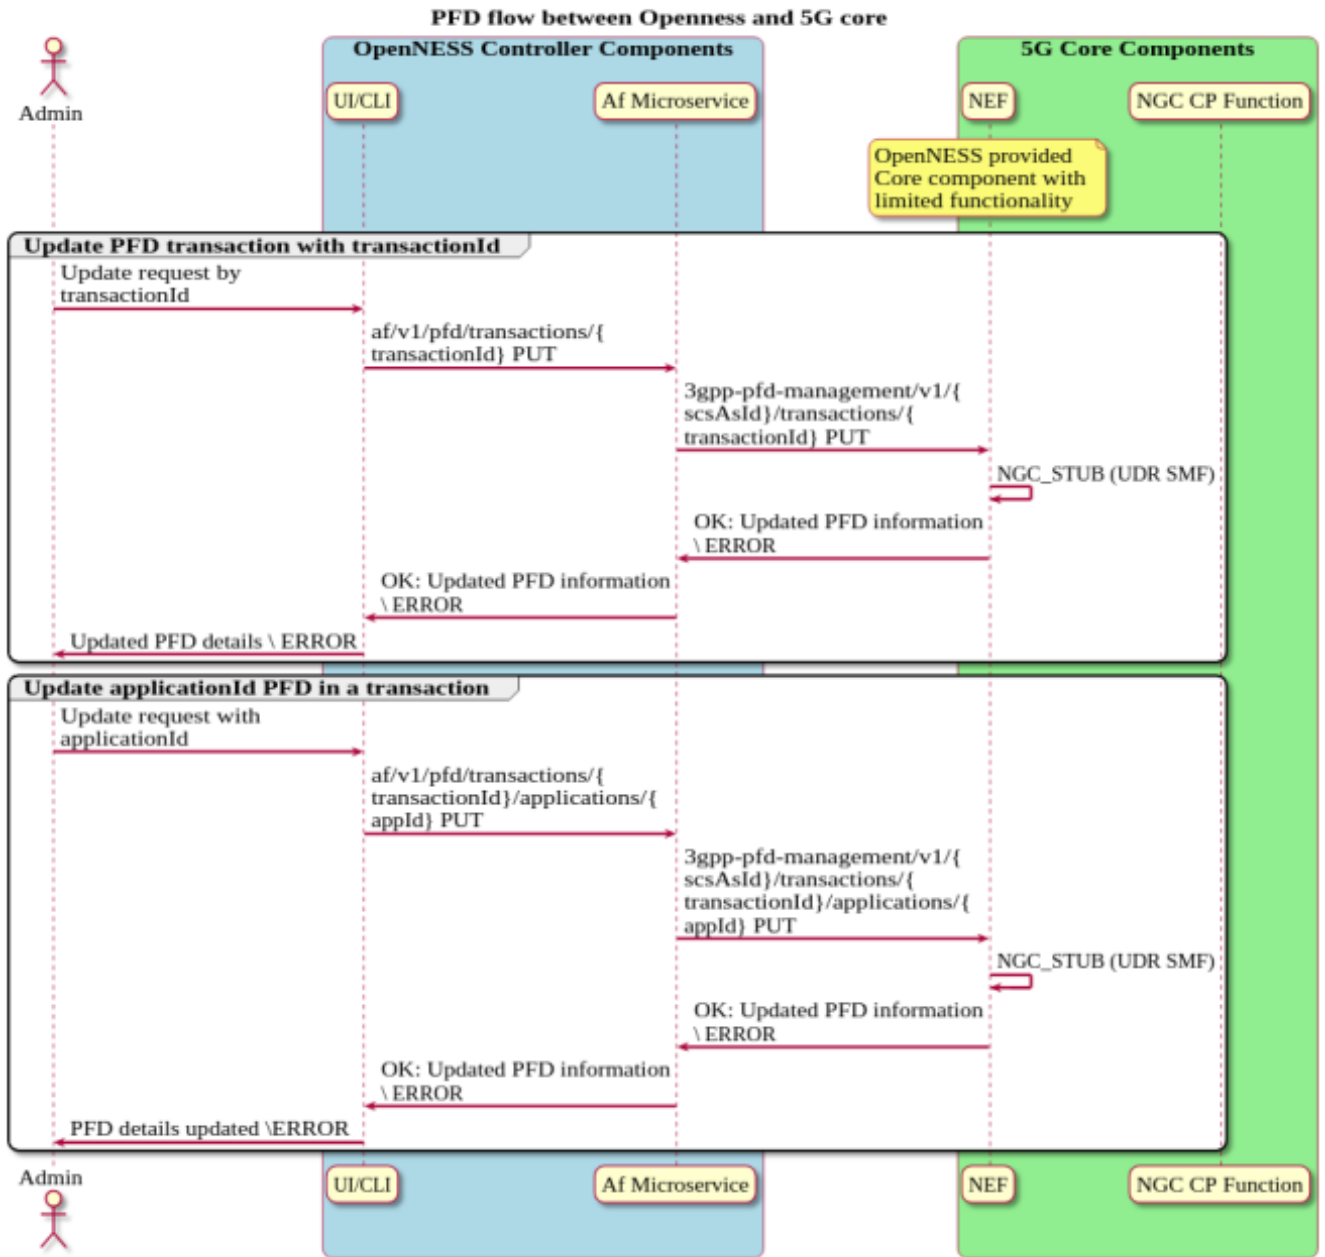 PFD flow between Openness and 5G core
OpenNESS Controller Components
5G Core Components
Admin
UI/CLI
Af Microservice
NEF
NGC CP Function
OpenNESS provided
Core component with
limited functionality
Update PFD transaction with transactionId
Update request by
transactionId
af/v1/pfd/transactions/{
transactionId} PUT
3gpp-pfd-management/v1/{
scsAsId}/transactions/{
transactionId} PUT
NGC_STUB (UDR SMF)
OK: Updated PFD information
\ ERROR
OK: Updated PFD information
\ ERROR
Updated PFD details \ ERROR
Update applicationId PFD in a transaction
Update request with
applicationId
af/v1/pfd/transactions/{
transactionId}/applications/{
appId} PUT
3gpp-pfd-management/v1/{
scsAsId}/transactions/{
transactionId}/applications/{
appId} PUT
NGC_STUB (UDR SMF)
OK: Updated PFD information
\ ERROR
OK: Updated PFD information
\ ERROR
PFD details updated \ERROR
Admin
UI/CLI
Af Microservice
NEF
NGC CP Function